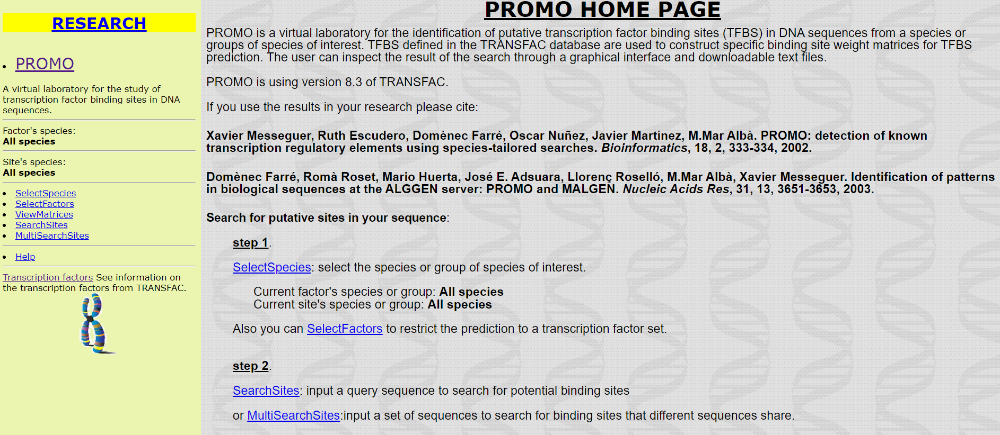 RESEARCH
PROMO
A virtual laboratory for the study of
transcription factor binding sites in DNA
sequences.
Factor's species:
All species
Site's species:
All species
SelectSpecies
SelectFactors
ViewMatrices
SearchSites
MultiSearchSites
Help
Transcription factors See information on
the transcription factors from TRANSFAC.
PROMO HOME PAGE
PROMO is a virtual laboratory for the identification of putative transcription factor binding sites (TFBS) in DNA sequences from a species or
groups of species of interest. TFBS defined in the TRANSFAC database are used to construct specific binding site weight matrices for TFBS
prediction. The user can inspect the result of the search through a graphical interface and downloadable text files.
PROMO is using version 8.3 of TRANSFAC.
If you use the results in your research please cite:
Xavier Messeguer, Ruth Escudero, Domènec Farré, Oscar Nuñez, Javier Martínez, M.Mar Albà. PROMO: detection of known
transcription regulatory elements using species-tailored searches. Bioinformatics, 18, 2, 333-334, 2002.
Domènec Farré, Romà Roset, Mario Huerta, José E. Adsuara, Llorenç Roselló, M.Mar Albà, Xavier Messeguer. Identification of patterns
in biological sequences at the ALGGEN server: PROMO and MALGEN. Nucleic Acids Res, 31, 13, 3651-3653, 2003.
Search for putative sites in your sequence:
step 1.
SelectSpecies: select the species or group of species of interest.
Current factor's species or group: All species
Current site's species or group: All species
Also you can SelectFactors to restrict the prediction to a transcription factor set.
step 2.
SearchSites: input a query sequence to search for potential binding sites
or MultiSearchSites:input a set of sequences to search for binding sites that different sequences share.